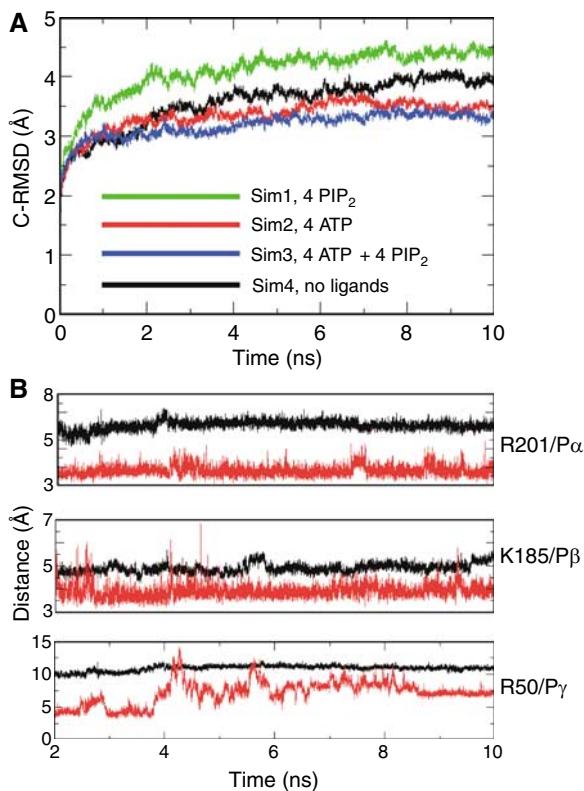 A
5
4
3
2
1
0
C-RMSD (Å)
Sim1, 4 PIP₂
Sim2, 4 ATP
Sim3, 4 ATP + 4 PIP₂
Sim4, no ligands
0 2 4 6 8 10
Time (ns)
B
8
5
3
R201/Pα
7
5
3
K185/Pβ
Distance (Å)
15
10
5
0
R50/Pγ
2 4 6 8 10
Time (ns)